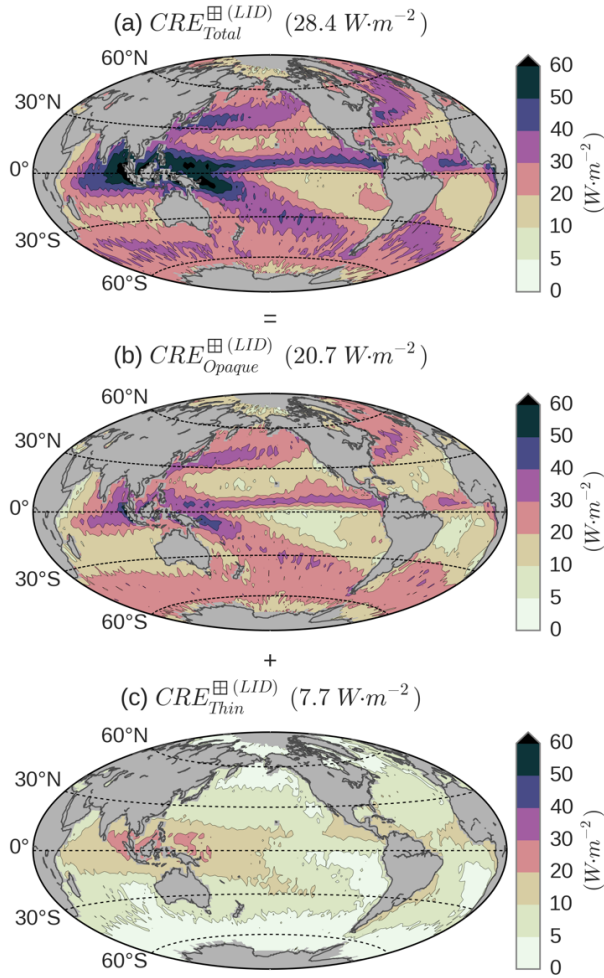 (a) CRE^{⊞(LID)}_{Total} (28.4 W·m⁻²)
60°N
30°N
0°
30°S
60°S
60
50
40
30
20
10
5
0
(W·m⁻²)
=
(b) CRE^{⊞(LID)}_{Opaque} (20.7 W·m⁻²)
60°N
30°N
0°
30°S
60°S
60
50
40
30
20
10
5
0
(W·m⁻²)
+
(c) CRE^{⊞(LID)}_{Thin} (7.7 W·m⁻²)
60°N
30°N
0°
30°S
60°S
60
50
40
30
20
10
5
0
(W·m⁻²)